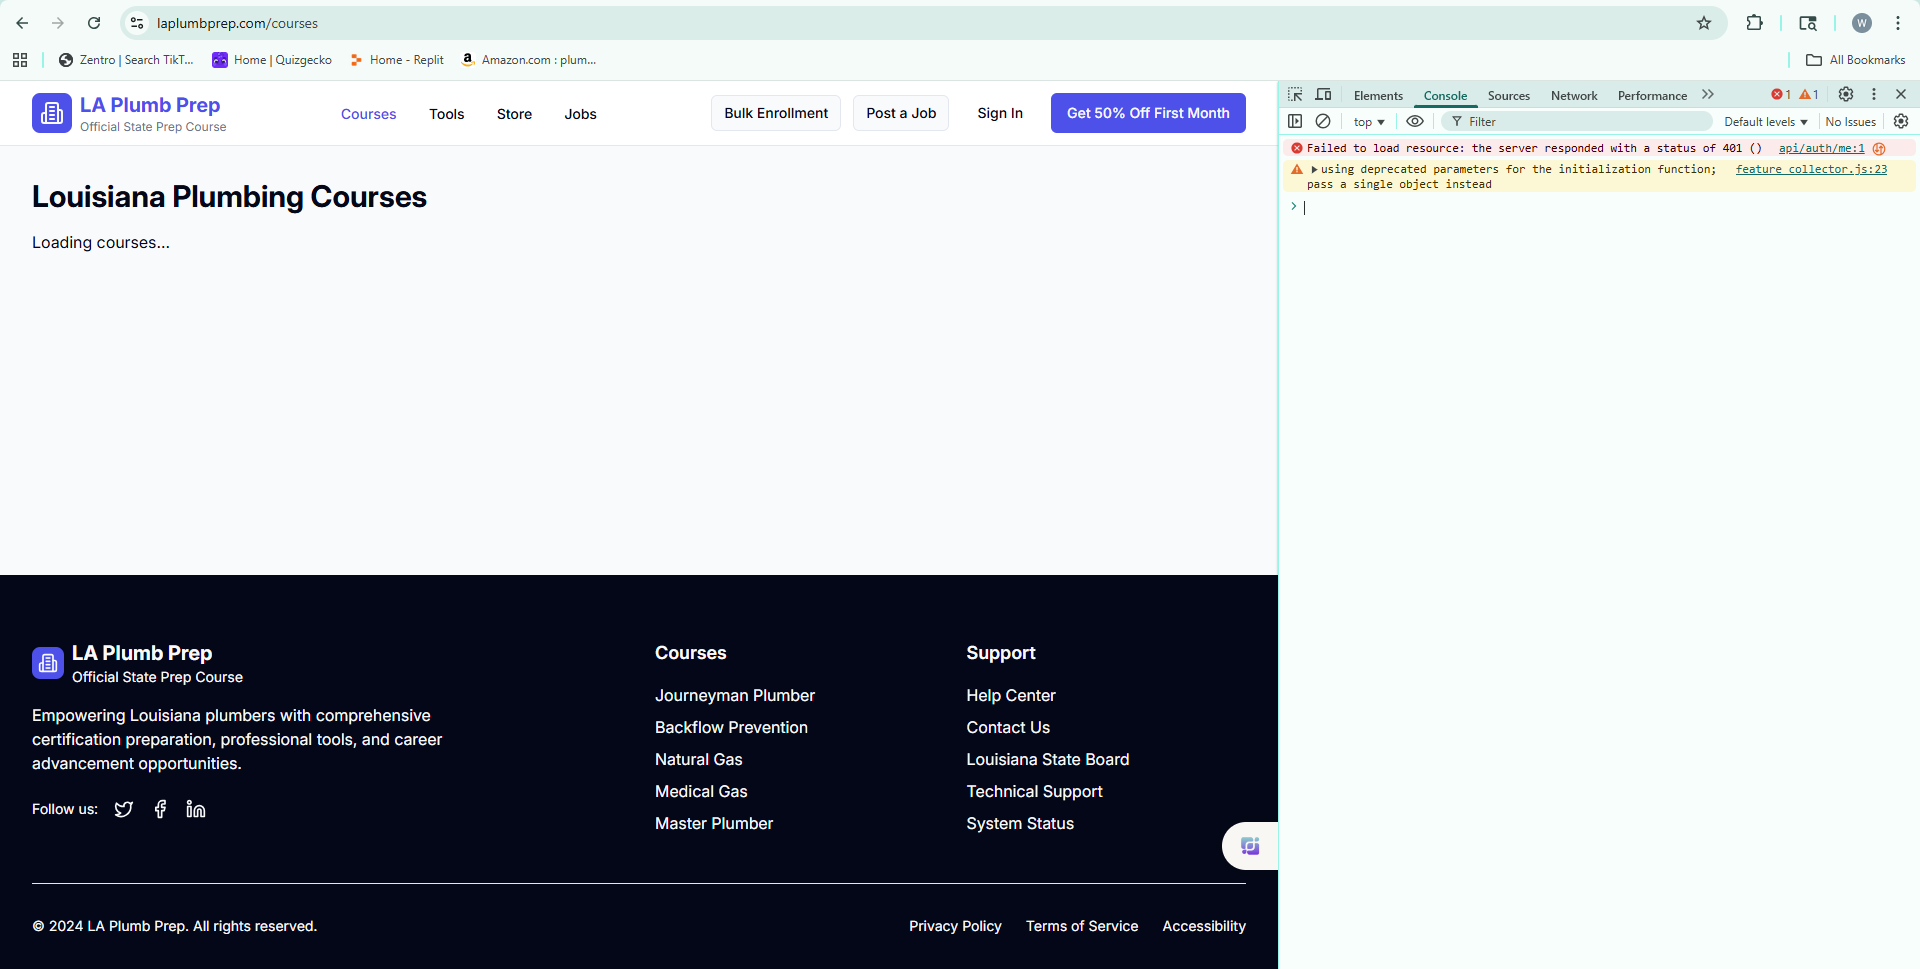 laplumbprep.com/courses
W
Zentro | Search TikT...
Home | Quizgecko
Home - Replit
Amazon.com : plum...
All Bookmarks
LA Plumb Prep
Official State Prep Course
Courses
Tools
Store
Jobs
Bulk Enrollment
Post a Job
Sign In
Get 50% Off First Month
Louisiana Plumbing Courses
Loading courses...
LA Plumb Prep
Official State Prep Course
Empowering Louisiana plumbers with comprehensive
certification preparation, professional tools, and career
advancement opportunities.
Follow us:
Courses
Journeyman Plumber
Backflow Prevention
Natural Gas
Medical Gas
Master Plumber
Support
Help Center
Contact Us
Louisiana State Board
Technical Support
System Status
© 2024 LA Plumb Prep. All rights reserved.
Privacy Policy
Terms of Service
Accessibility
Elements
Console
Sources
Network
Performance
1
1
top
Filter
Default levels
No Issues
Failed to load resource: the server responded with a status of 401 () api/auth/me:1
using deprecated parameters for the initialization function; feature_collector.js:23
pass a single object instead